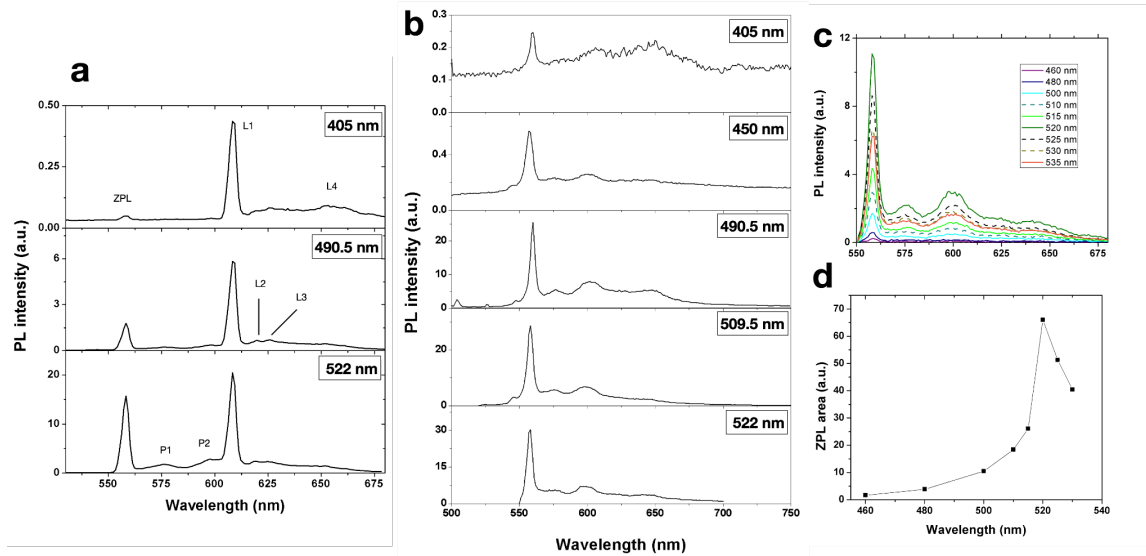 a
PL intensity (a.u.)
0.50
0.25
0.00
405 nm
ZPL
L1
L4
6
3
0
490.5 nm
L2
L3
20
10
0
522 nm
P1
P2
550
575
600
625
650
675
Wavelength (nm)
b
PL intensity (a.u.)
0.3
0.2
0.1
0.0
405 nm
0.4
0.0
450 nm
20
10
0
490.5 nm
20
0
509.5 nm
30
15
0
522 nm
500
550
600
650
700
750
Wavelength (nm)
c
PL intensity (a.u.)
12
8
4
0
460 nm
480 nm
500 nm
510 nm
515 nm
520 nm
525 nm
530 nm
535 nm
550
575
600
625
650
675
d
ZPL area (a.u.)
80
70
60
50
40
30
20
10
0
460
480
500
520
540
Wavelength (nm)